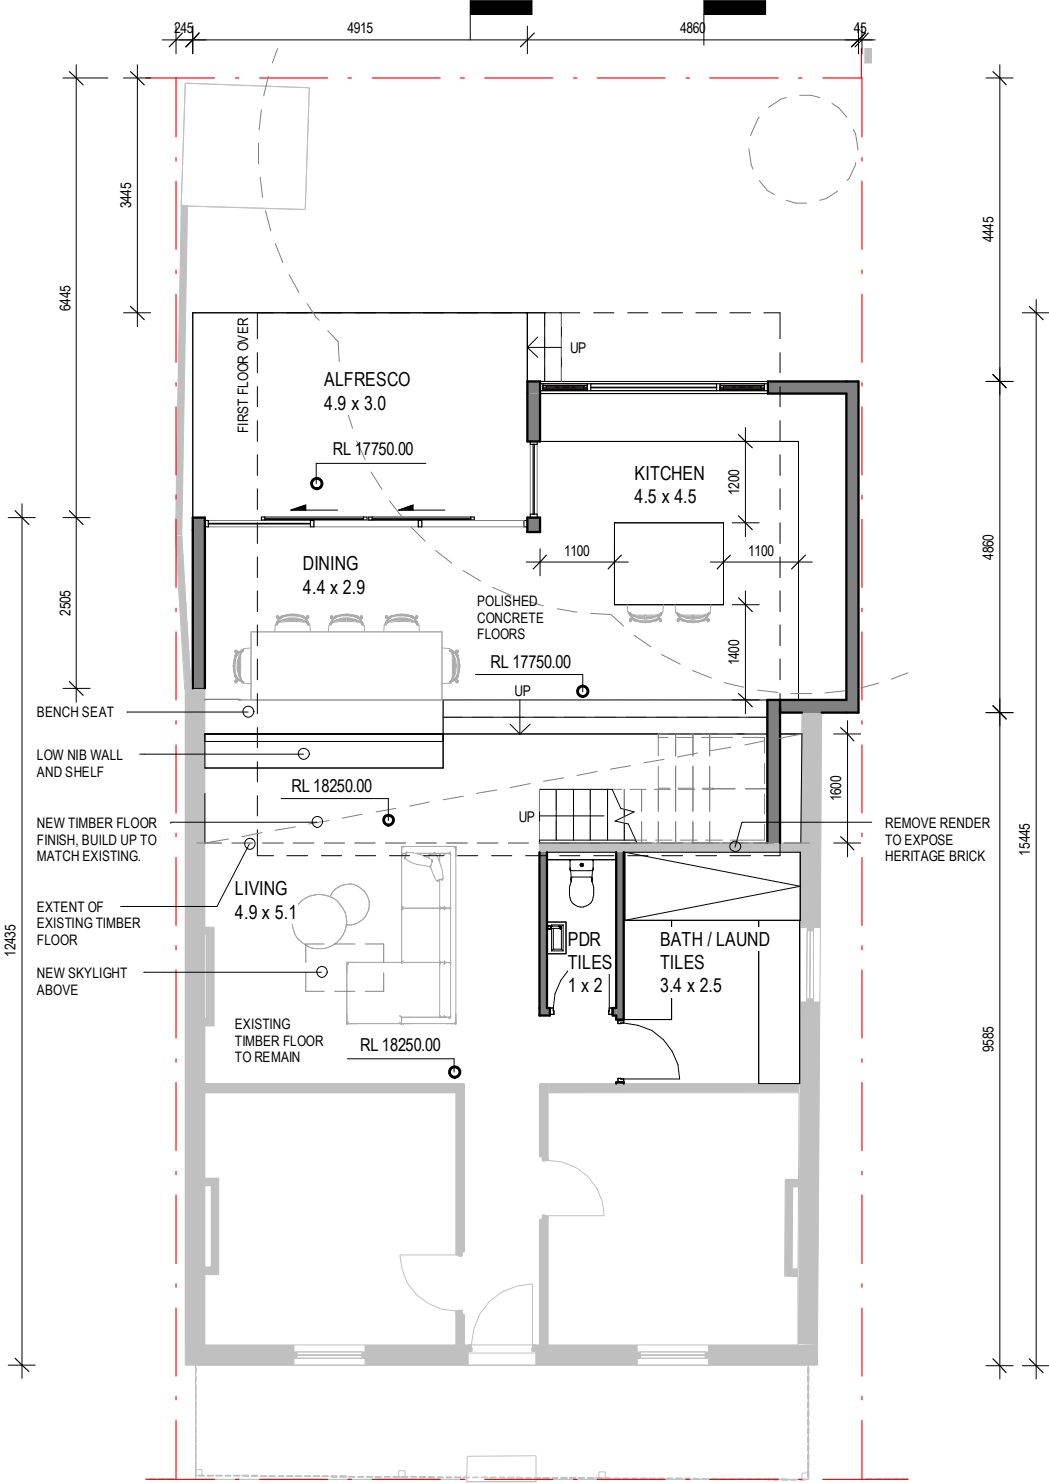 245
4915
4860
45
3445
6445
4445
FIRST FLOOR OVER
UP
ALFRESCO
4.9 x 3.0
RL 17750.00
KITCHEN
4.5 x 4.5
1200
1100
1100
DINING
4.4 x 2.9
4860
2505
POLISHED
CONCRETE
FLOORS
1400
RL 17750.00
UP
BENCH SEAT
LOW NIB WALL
AND SHELF
RL 18250.00
1600
NEW TIMBER FLOOR
FINISH, BUILD UP TO
MATCH EXISTING.
UP
REMOVE RENDER
TO EXPOSE
HERITAGE BRICK
15445
LIVING
4.9 x 5.1
EXTENT OF
EXISTING TIMBER
FLOOR
12435
PDR
TILES
1 x 2
BATH / LAUND
TILES
3.4 x 2.5
NEW SKYLIGHT
ABOVE
EXISTING
TIMBER FLOOR
TO REMAIN
RL 18250.00
9585